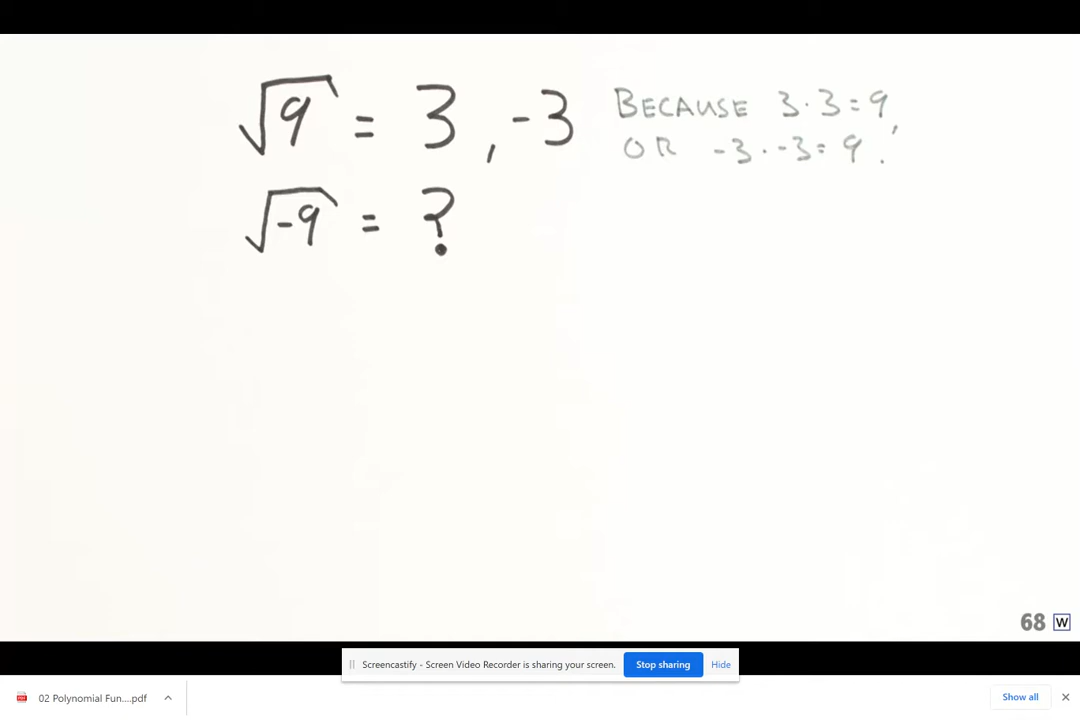 √9 = 3, -3
BECAUSE 3·3=9,
OR -3·-3=9.
√-9 = ?
68 W
Screencastify - Screen Video Recorder is sharing your screen. Stop sharing Hide
02 Polynomial Fun....pdf
Show all